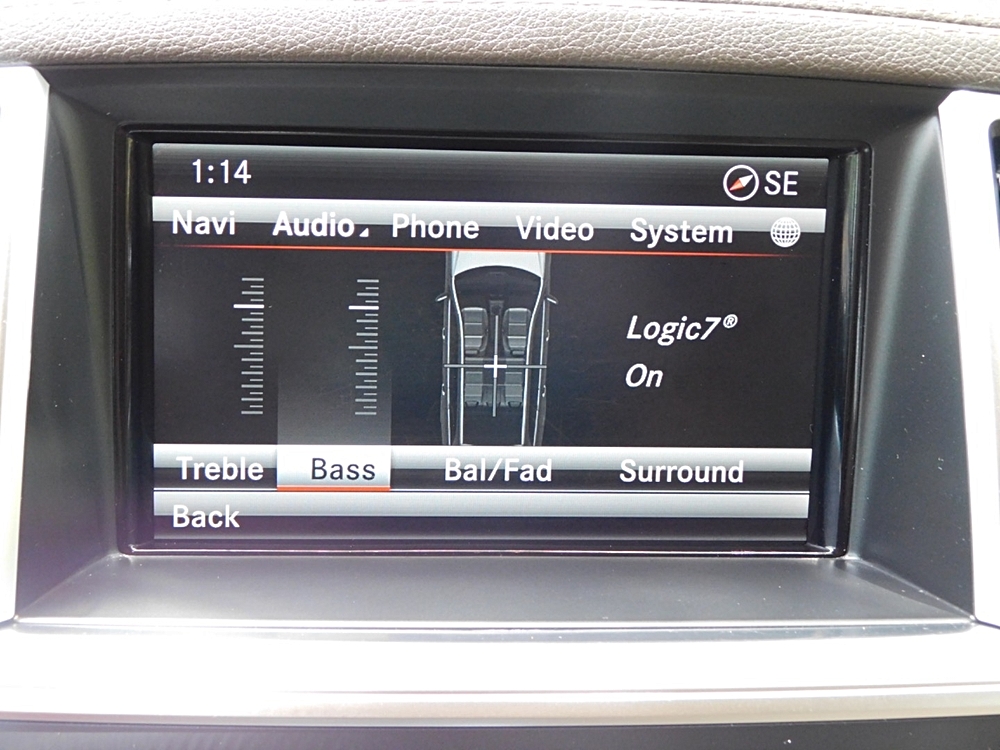 1:14 SE
Navi Audio Phone Video System
Logic7®
On
Treble Bass Bal/Fad Surround
Back